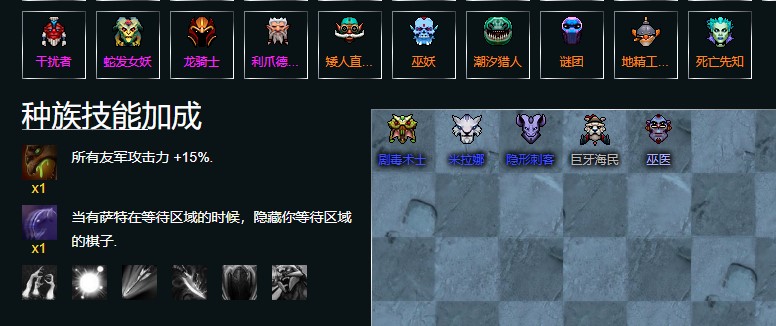 干扰者 蛇发女妖 龙骑士 利爪德... 矮人直... 巫妖 潮汐猎人 谜团 地精工... 死亡先知
种族技能加成
所有友军攻击力 +15%.
x1
当有萨特在等待区域的时候，隐藏你等待区域
的棋子.
x1
剧毒术士 米拉娜 隐形刺客 巨牙海民 巫医